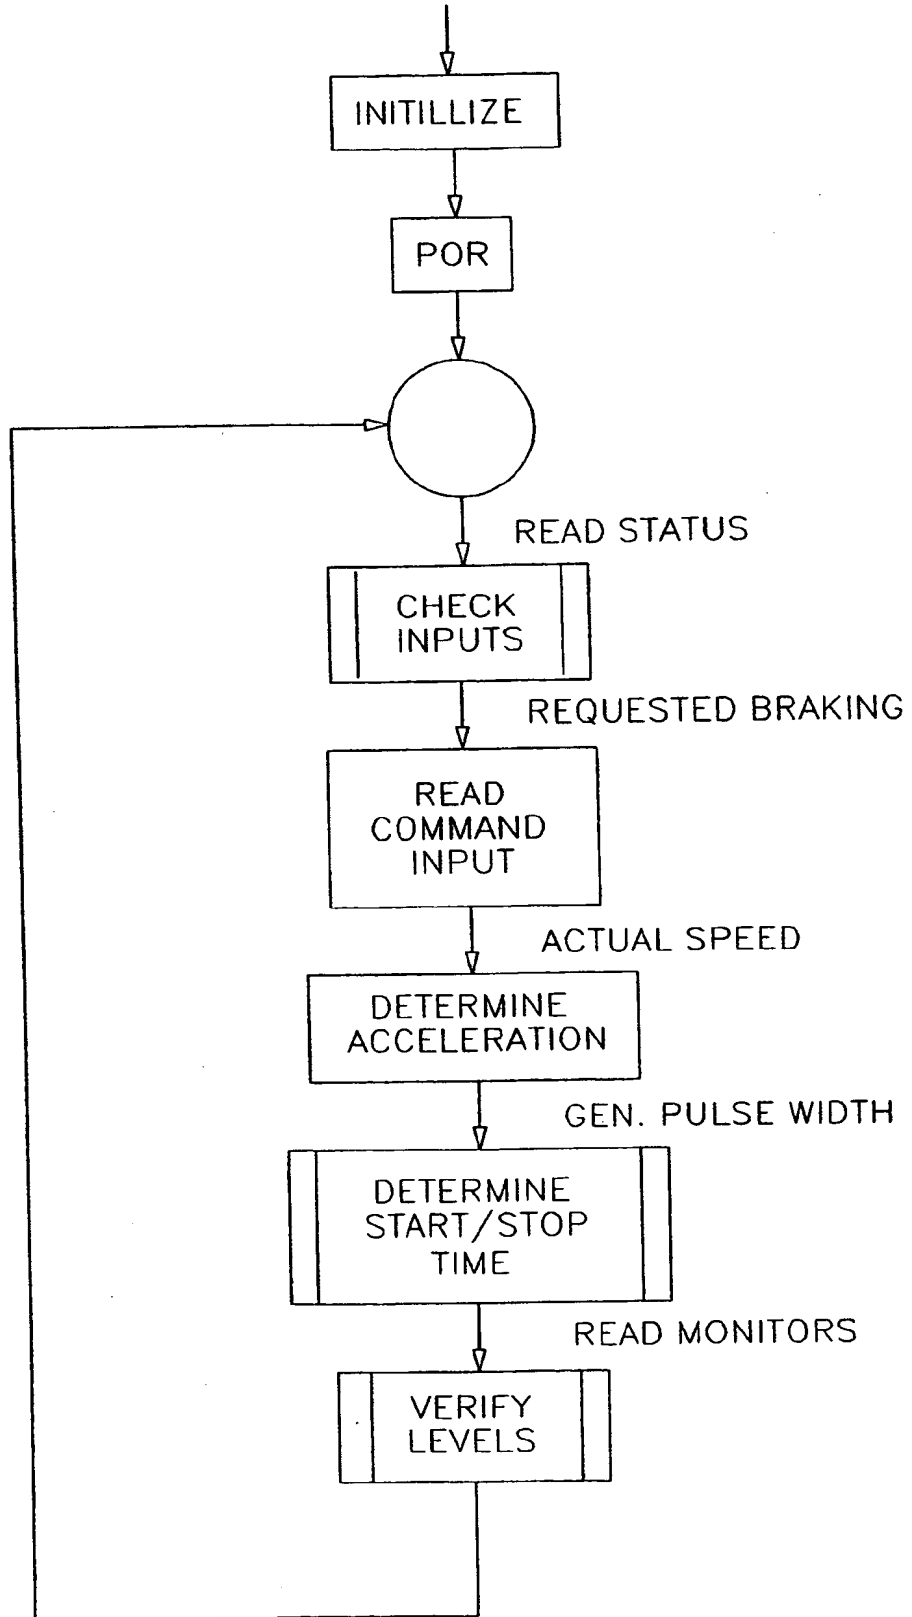 INITILLIZE
POR
READ STATUS
CHECK
INPUTS
REQUESTED BRAKING
READ
COMMAND
INPUT
ACTUAL SPEED
DETERMINE
ACCELERATION
GEN. PULSE WIDTH
DETERMINE
START/STOP
TIME
READ MONITORS
VERIFY
LEVELS